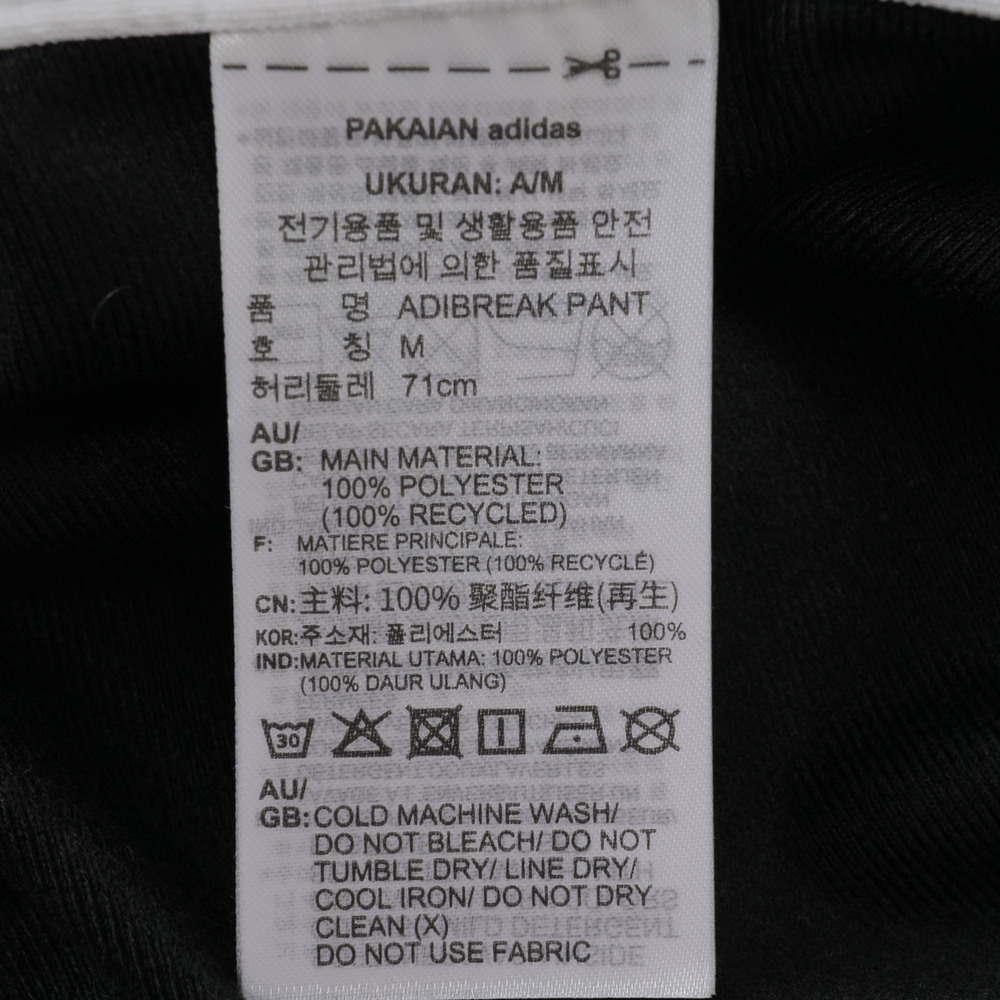 PAKAIAN adidas
UKURAN: A/M
전기용품 및 생활용품 안전
관리법에 의한 품질표시
품 명 ADIBREAK PANT
호 칭 M
허리둘레 71cm
AU/
GB: MAIN MATERIAL:
100% POLYESTER
(100% RECYCLED)
F: MATIERE PRINCIPALE:
100% POLYESTER (100% RECYCLÉ)
CN: 主料: 100% 聚酯纤维(再生)
KOR:주소재: 폴리에스터 100%
IND:MATERIAL UTAMA: 100% POLYESTER
(100% DAUR ULANG)
30
AU/
GB:COLD MACHINE WASH/
DO NOT BLEACH/ DO NOT
TUMBLE DRY/ LINE DRY/
COOL IRON/ DO NOT DRY
CLEAN (X)
DO NOT USE FABRIC